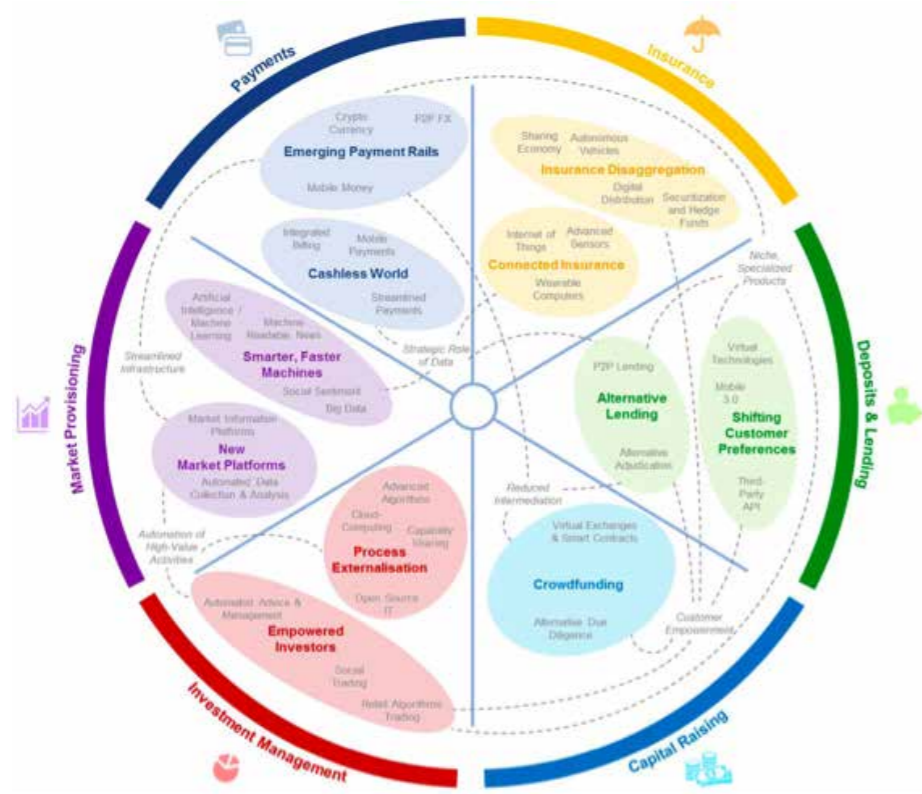 Payments
Insurance
Deposits & Lending
Capital Raising
Investment Management
Market Provisioning
Crypto
Currency
P2P FX
Emerging Payment Rails
Mobile Money
Integrated
Billing
Mobile
Payments
Cashless World
Streamlined
Payments
Sharing
Economy
Autonomous
Vehicles
Insurance Disaggregation
Digital
Distribution
Securitization
and Hedge
Funds
Internet of
Things
Advanced
Sensors
Connected Insurance
Wearable
Computers
Niche,
Specialized
Products
Artificial
Intelligence /
Machine
Learning
Machine
Readable News
Smarter, Faster
Machines
Social Sentiment
Big Data
Streamlined
Infrastructure
Strategic Role
of Data
P2P Lending
Alternative
Lending
Alternative
Adjudication
Virtual
Technologies
Mobile
3.0
Shifting
Customer
Preferences
Third-
Party
API
Market Information
Platforms
New
Market Platforms
Automated Data
Collection & Analysis
Automation of
High-Value
Activities
Advanced
Algorithms
Cloud-
Computing
Capability
Sharing
Process
Externalisation
Open Source
IT
Reduced
Intermediation
Virtual Exchanges
& Smart Contracts
Crowdfunding
Alternative Due
Diligence
Customer
Empowerment
Automated Advice &
Management
Empowered
Investors
Social
Trading
Retail Algorithms
Trading